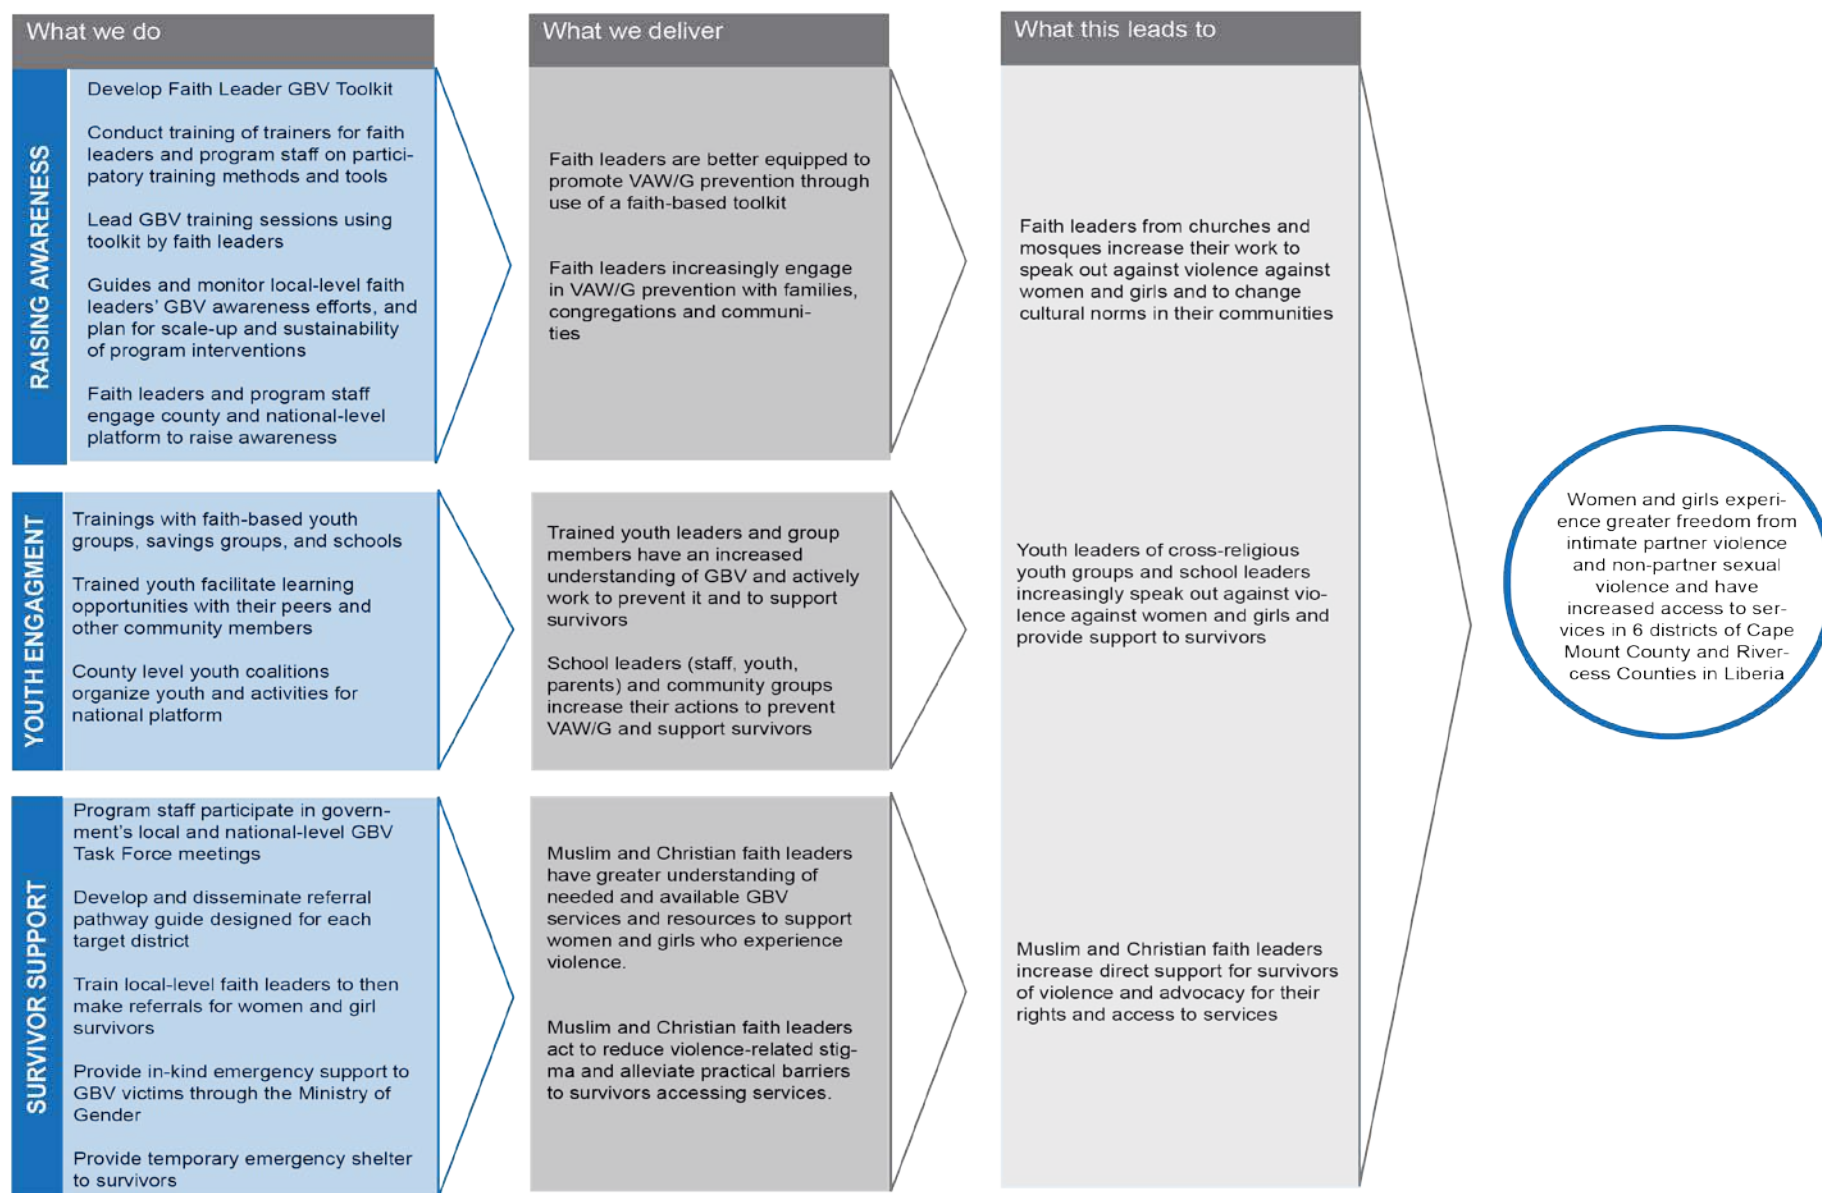 What we do
What we deliver
What this leads to
RAISING AWARENESS
Develop Faith Leader GBV Toolkit
Conduct training of trainers for faith
leaders and program staff on partici-
patory training methods and tools
Lead GBV training sessions using
toolkit by faith leaders
Guides and monitor local-level faith
leaders' GBV awareness efforts, and
plan for scale-up and sustainability
of program interventions
Faith leaders and program staff
engage county and national-level
platform to raise awareness
Faith leaders are better equipped to
promote VAW/G prevention through
use of a faith-based toolkit
Faith leaders increasingly engage
in VAW/G prevention with families,
congregations and communi-
ties
Faith leaders from churches and
mosques increase their work to
speak out against violence against
women and girls and to change
cultural norms in their communities
YOUTH ENGAGMENT
Trainings with faith-based youth
groups, savings groups, and schools
Trained youth facilitate learning
opportunities with their peers and
other community members
County level youth coalitions
organize youth and activities for
national platform
Trained youth leaders and group
members have an increased
understanding of GBV and actively
work to prevent it and to support
survivors
School leaders (staff, youth,
parents) and community groups
increase their actions to prevent
VAW/G and support survivors
Youth leaders of cross-religious
youth groups and school leaders
increasingly speak out against vio-
lence against women and girls and
provide support to survivors
SURVIVOR SUPPORT
Program staff participate in govern-
ment's local and national-level GBV
Task Force meetings
Develop and disseminate referral
pathway guide designed for each
target district
Train local-level faith leaders to then
make referrals for women and girl
survivors
Provide in-kind emergency support to
GBV victims through the Ministry of
Gender
Provide temporary emergency shelter
to survivors
Muslim and Christian faith leaders
have greater understanding of
needed and available GBV
services and resources to support
women and girls who experience
violence.
Muslim and Christian faith leaders
act to reduce violence-related stig-
ma and alleviate practical barriers
to survivors accessing services.
Muslim and Christian faith leaders
increase direct support for survivors
of violence and advocacy for their
rights and access to services
Women and girls experi-
ence greater freedom from
intimate partner violence
and non-partner sexual
violence and have
increased access to ser-
vices in 6 districts of Cape
Mount County and River-
cess Counties in Liberia